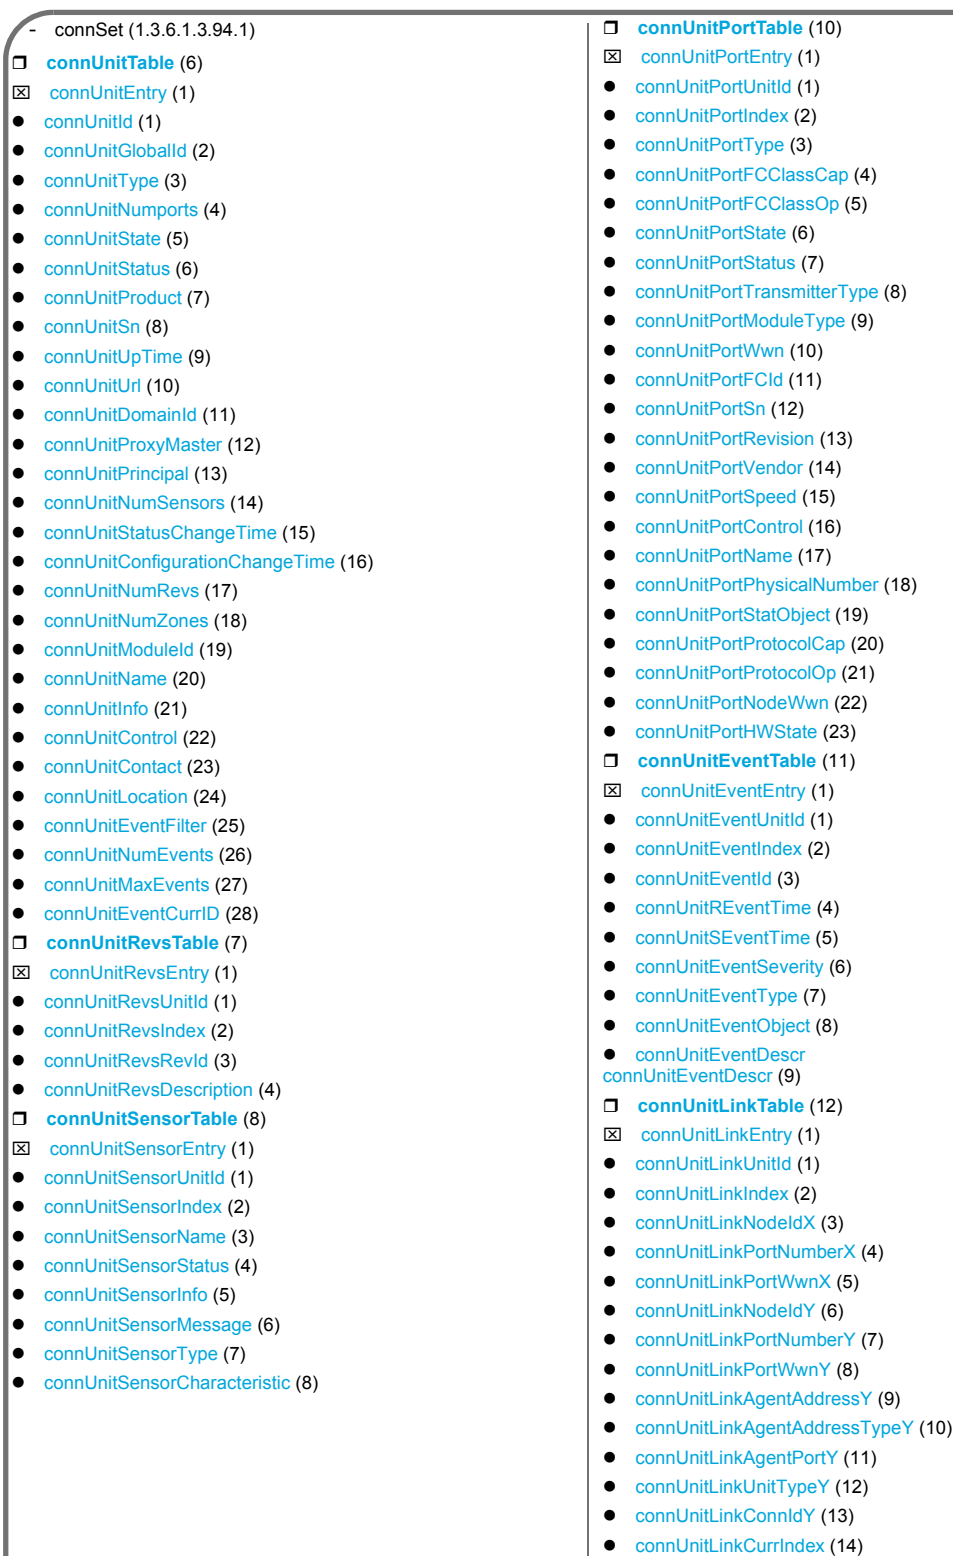 - connSet (1.3.6.1.3.94.1)
❒ connUnitTable (6)
☒ connUnitEntry (1)
● connUnitId (1)
● connUnitGlobalId (2)
● connUnitType (3)
● connUnitNumports (4)
● connUnitState (5)
● connUnitStatus (6)
● connUnitProduct (7)
● connUnitSn (8)
● connUnitUpTime (9)
● connUnitUrl (10)
● connUnitDomainId (11)
● connUnitProxyMaster (12)
● connUnitPrincipal (13)
● connUnitNumSensors (14)
● connUnitStatusChangeTime (15)
● connUnitConfigurationChangeTime (16)
● connUnitNumRevs (17)
● connUnitNumZones (18)
● connUnitModuleId (19)
● connUnitName (20)
● connUnitInfo (21)
● connUnitControl (22)
● connUnitContact (23)
● connUnitLocation (24)
● connUnitEventFilter (25)
● connUnitNumEvents (26)
● connUnitMaxEvents (27)
● connUnitEventCurrID (28)
❒ connUnitRevsTable (7)
☒ connUnitRevsEntry (1)
● connUnitRevsUnitId (1)
● connUnitRevsIndex (2)
● connUnitRevsRevId (3)
● connUnitRevsDescription (4)
❒ connUnitSensorTable (8)
☒ connUnitSensorEntry (1)
● connUnitSensorUnitId (1)
● connUnitSensorIndex (2)
● connUnitSensorName (3)
● connUnitSensorStatus (4)
● connUnitSensorInfo (5)
● connUnitSensorMessage (6)
● connUnitSensorType (7)
● connUnitSensorCharacteristic (8)
❒ connUnitPortTable (10)
☒ connUnitPortEntry (1)
● connUnitPortUnitId (1)
● connUnitPortIndex (2)
● connUnitPortType (3)
● connUnitPortFCClassCap (4)
● connUnitPortFCClassOp (5)
● connUnitPortState (6)
● connUnitPortStatus (7)
● connUnitPortTransmitterType (8)
● connUnitPortModuleType (9)
● connUnitPortWwn (10)
● connUnitPortFCId (11)
● connUnitPortSn (12)
● connUnitPortRevision (13)
● connUnitPortVendor (14)
● connUnitPortSpeed (15)
● connUnitPortControl (16)
● connUnitPortName (17)
● connUnitPortPhysicalNumber (18)
● connUnitPortStatObject (19)
● connUnitPortProtocolCap (20)
● connUnitPortProtocolOp (21)
● connUnitPortNodeWwn (22)
● connUnitPortHWState (23)
❒ connUnitEventTable (11)
☒ connUnitEventEntry (1)
● connUnitEventUnitId (1)
● connUnitEventIndex (2)
● connUnitEventId (3)
● connUnitREventTime (4)
● connUnitSEventTime (5)
● connUnitEventSeverity (6)
● connUnitEventType (7)
● connUnitEventObject (8)
● connUnitEventDescr
connUnitEventDescr (9)
❒ connUnitLinkTable (12)
☒ connUnitLinkEntry (1)
● connUnitLinkUnitId (1)
● connUnitLinkIndex (2)
● connUnitLinkNodeIdX (3)
● connUnitLinkPortNumberX (4)
● connUnitLinkPortWwnX (5)
● connUnitLinkNodeIdY (6)
● connUnitLinkPortNumberY (7)
● connUnitLinkPortWwnY (8)
● connUnitLinkAgentAddressY (9)
● connUnitLinkAgentAddressTypeY (10)
● connUnitLinkAgentPortY (11)
● connUnitLinkUnitTypeY (12)
● connUnitLinkConnIdY (13)
● connUnitLinkCurrIndex (14)